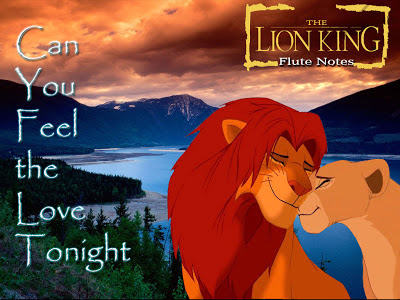 Can
You
Feel
the
Love
Tonight
THE
LION KING
Flute Notes